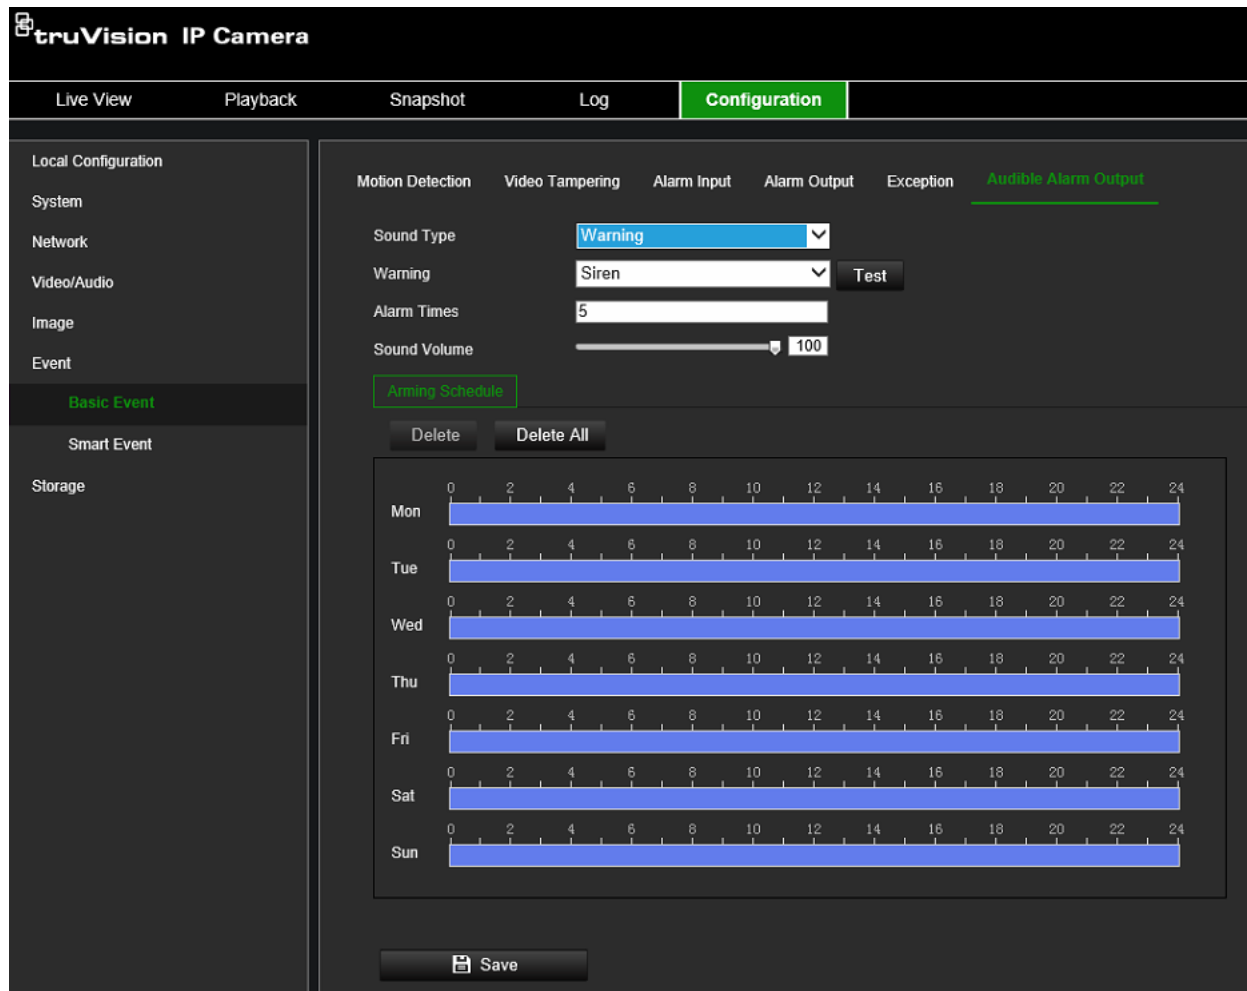 truVision IP Camera
Live View Playback Snapshot Log Configuration
Local Configuration
System
Network
Video/Audio
Image
Event
Basic Event
Smart Event
Storage
Motion Detection Video Tampering Alarm Input Alarm Output Exception Audible Alarm Output
Sound Type Warning
Warning Siren Test
Alarm Times 5
Sound Volume 100
Arming Schedule
Delete Delete All
0 2 4 6 8 10 12 14 16 18 20 22 24
Mon
0 2 4 6 8 10 12 14 16 18 20 22 24
Tue
0 2 4 6 8 10 12 14 16 18 20 22 24
Wed
0 2 4 6 8 10 12 14 16 18 20 22 24
Thu
0 2 4 6 8 10 12 14 16 18 20 22 24
Fri
0 2 4 6 8 10 12 14 16 18 20 22 24
Sat
0 2 4 6 8 10 12 14 16 18 20 22 24
Sun
Save